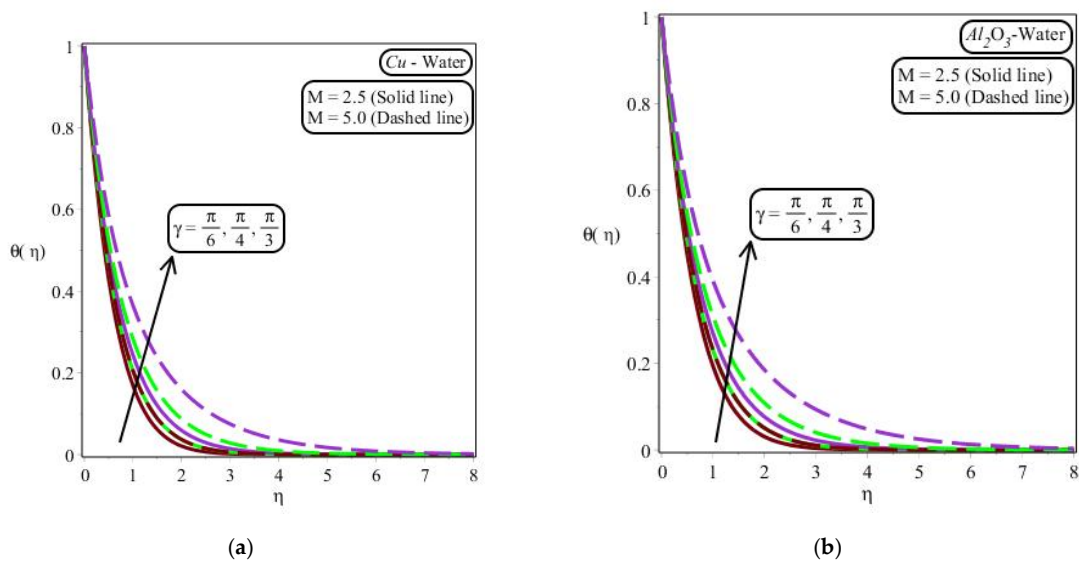 Cu - Water
M = 2.5 (Solid line)
M = 5.0 (Dashed line)
γ = π/6, π/4, π/3
θ( η)
1
0.8
0.6
0.4
0.2
0
0 1 2 3 4 5 6 7 8
η
(a)
Al₂O₃-Water
M = 2.5 (Solid line)
M = 5.0 (Dashed line)
γ = π/6, π/4, π/3
θ( η)
1
0.8
0.6
0.4
0.2
0
0 1 2 3 4 5 6 7 8
η
(b)